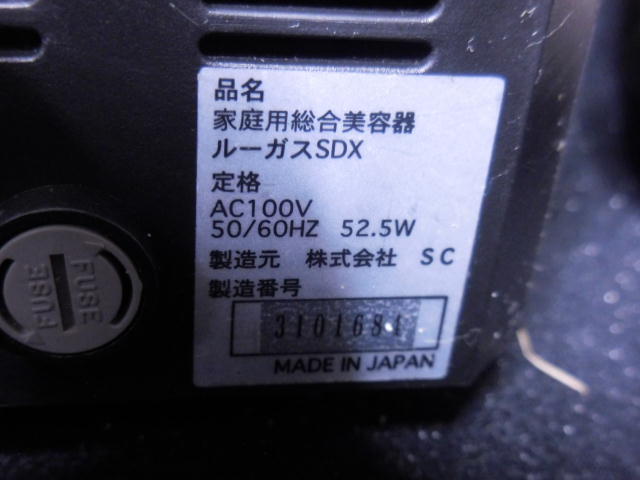 品名
家庭用総合美容器
ルーガスSDX
定格
AC100V
50/60HZ 52.5W
製造元 株式会社 SC
製造番号
3101684
MADE IN JAPAN
FUSE
FUSE